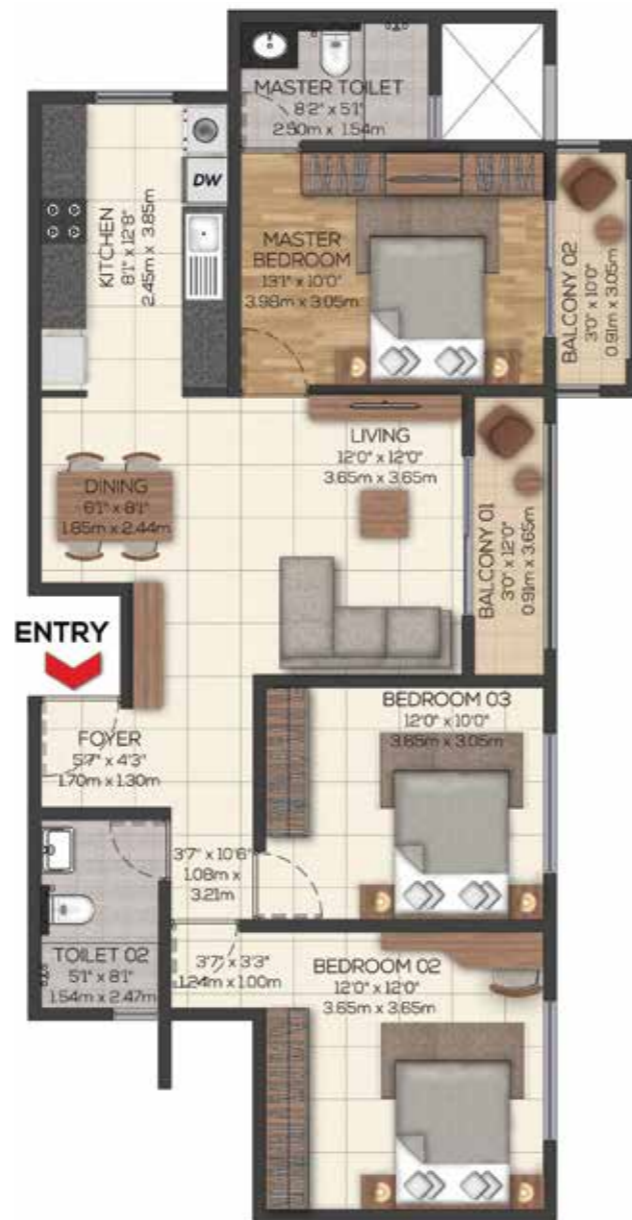 MASTER TOILET
8'2" x 5'1"
2.50m x 1.54m
DW
KITCHEN
8'1" x 12'8"
2.45m x 3.85m
MASTER
BEDROOM
13'1" x 10'0"
3.98m x 3.05m
BALCONY 02
3'0" x 10'0"
0.91m x 3.05m
LIVING
12'0" x 12'0"
3.65m x 3.65m
DINING
6'1" x 8'1"
1.85m x 2.44m
BALCONY 01
3'0" x 12'0"
0.91m x 3.65m
ENTRY
FOYER
5'7" x 4'3"
1.70m x 1.30m
BEDROOM 03
12'0" x 10'0"
3.65m x 3.05m
3'7" x 10'6"
1.08m x
3.21m
TOILET 02
5'1" x 8'1"
1.54m x 2.47m
3'7" x 3'3"
1.24m x 1.00m
BEDROOM 02
12'0" x 12'0"
3.65m x 3.65m